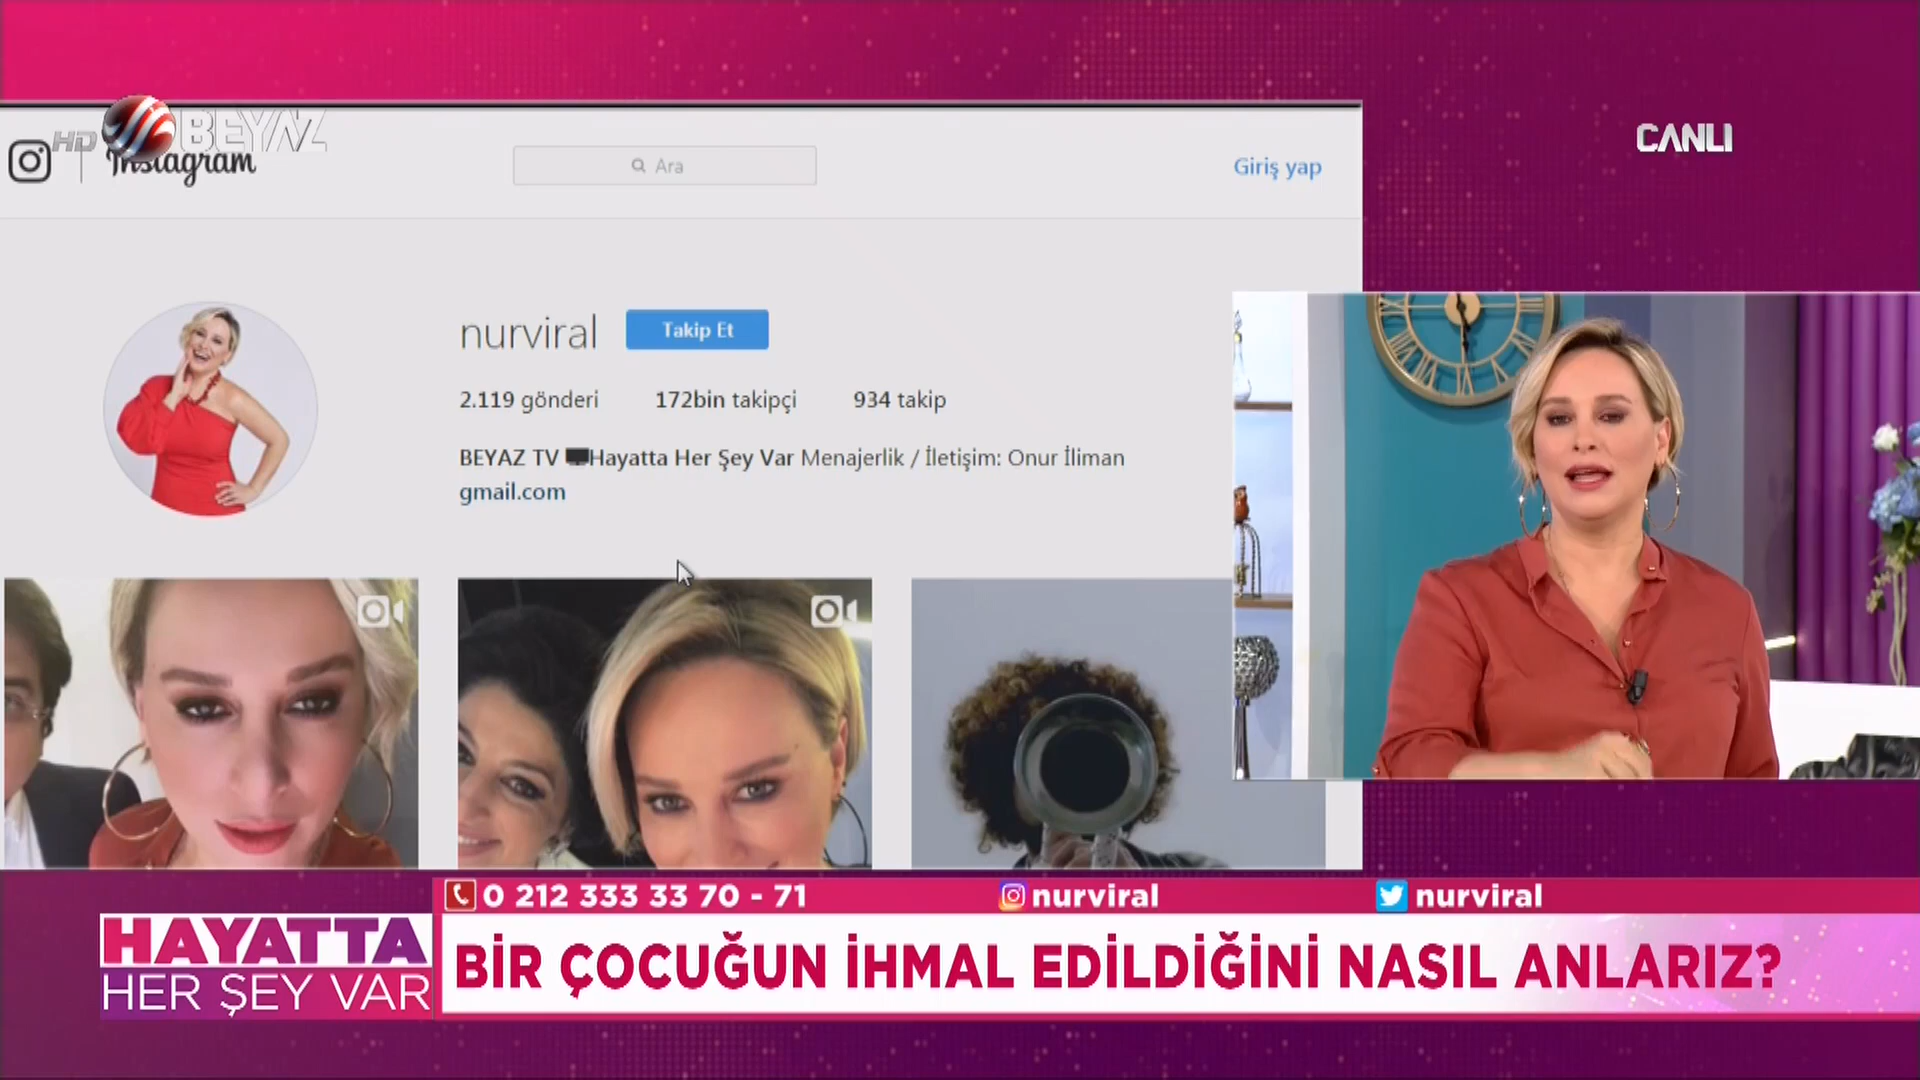 HD BEYAZ
CANLI
Instagram
Ara
Giriş yap
nurviral
Takip Et
2.119 gönderi 172bin takipçi 934 takip
BEYAZ TV Hayatta Her Şey Var Menajerlik / İletişim: Onur İliman
gmail.com
0 212 333 33 70 - 71
nurviral
nurviral
HAYATTA
HER ŞEY VAR
BİR ÇOCUĞUN İHMAL EDİLDİĞİNİ NASIL ANLARIZ?